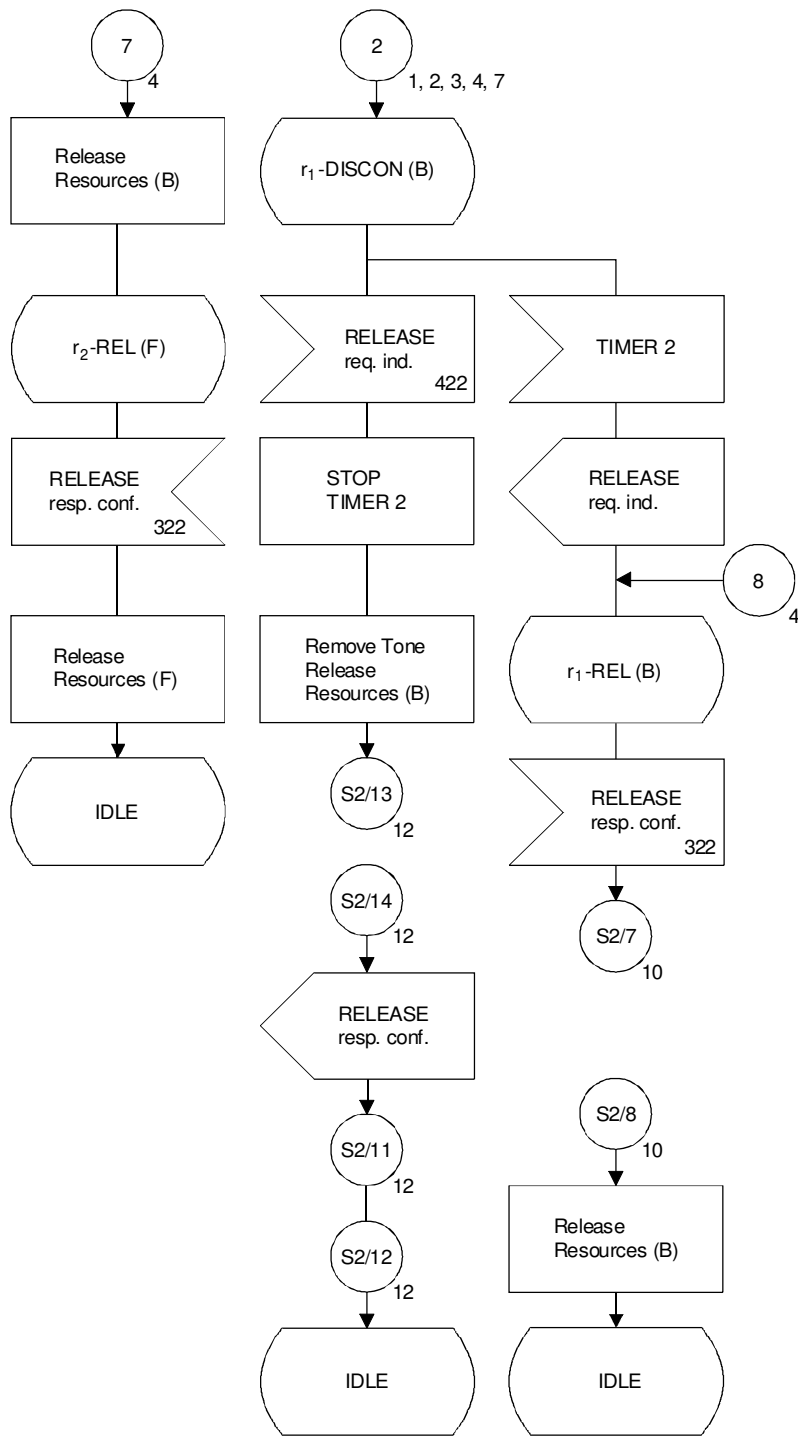 7
4
Release
Resources (B)
r2-REL (F)
RELEASE
resp. conf.
322
Release
Resources (F)
IDLE
2
1, 2, 3, 4, 7
r1-DISCON (B)
RELEASE
req. ind.
422
STOP
TIMER 2
Remove Tone
Release
Resources (B)
S2/13
12
S2/14
12
RELEASE
resp. conf.
S2/11
12
S2/12
12
IDLE
TIMER 2
RELEASE
req. ind.
8
4
r1-REL (B)
RELEASE
resp. conf.
322
S2/7
10
S2/8
10
Release
Resources (B)
IDLE